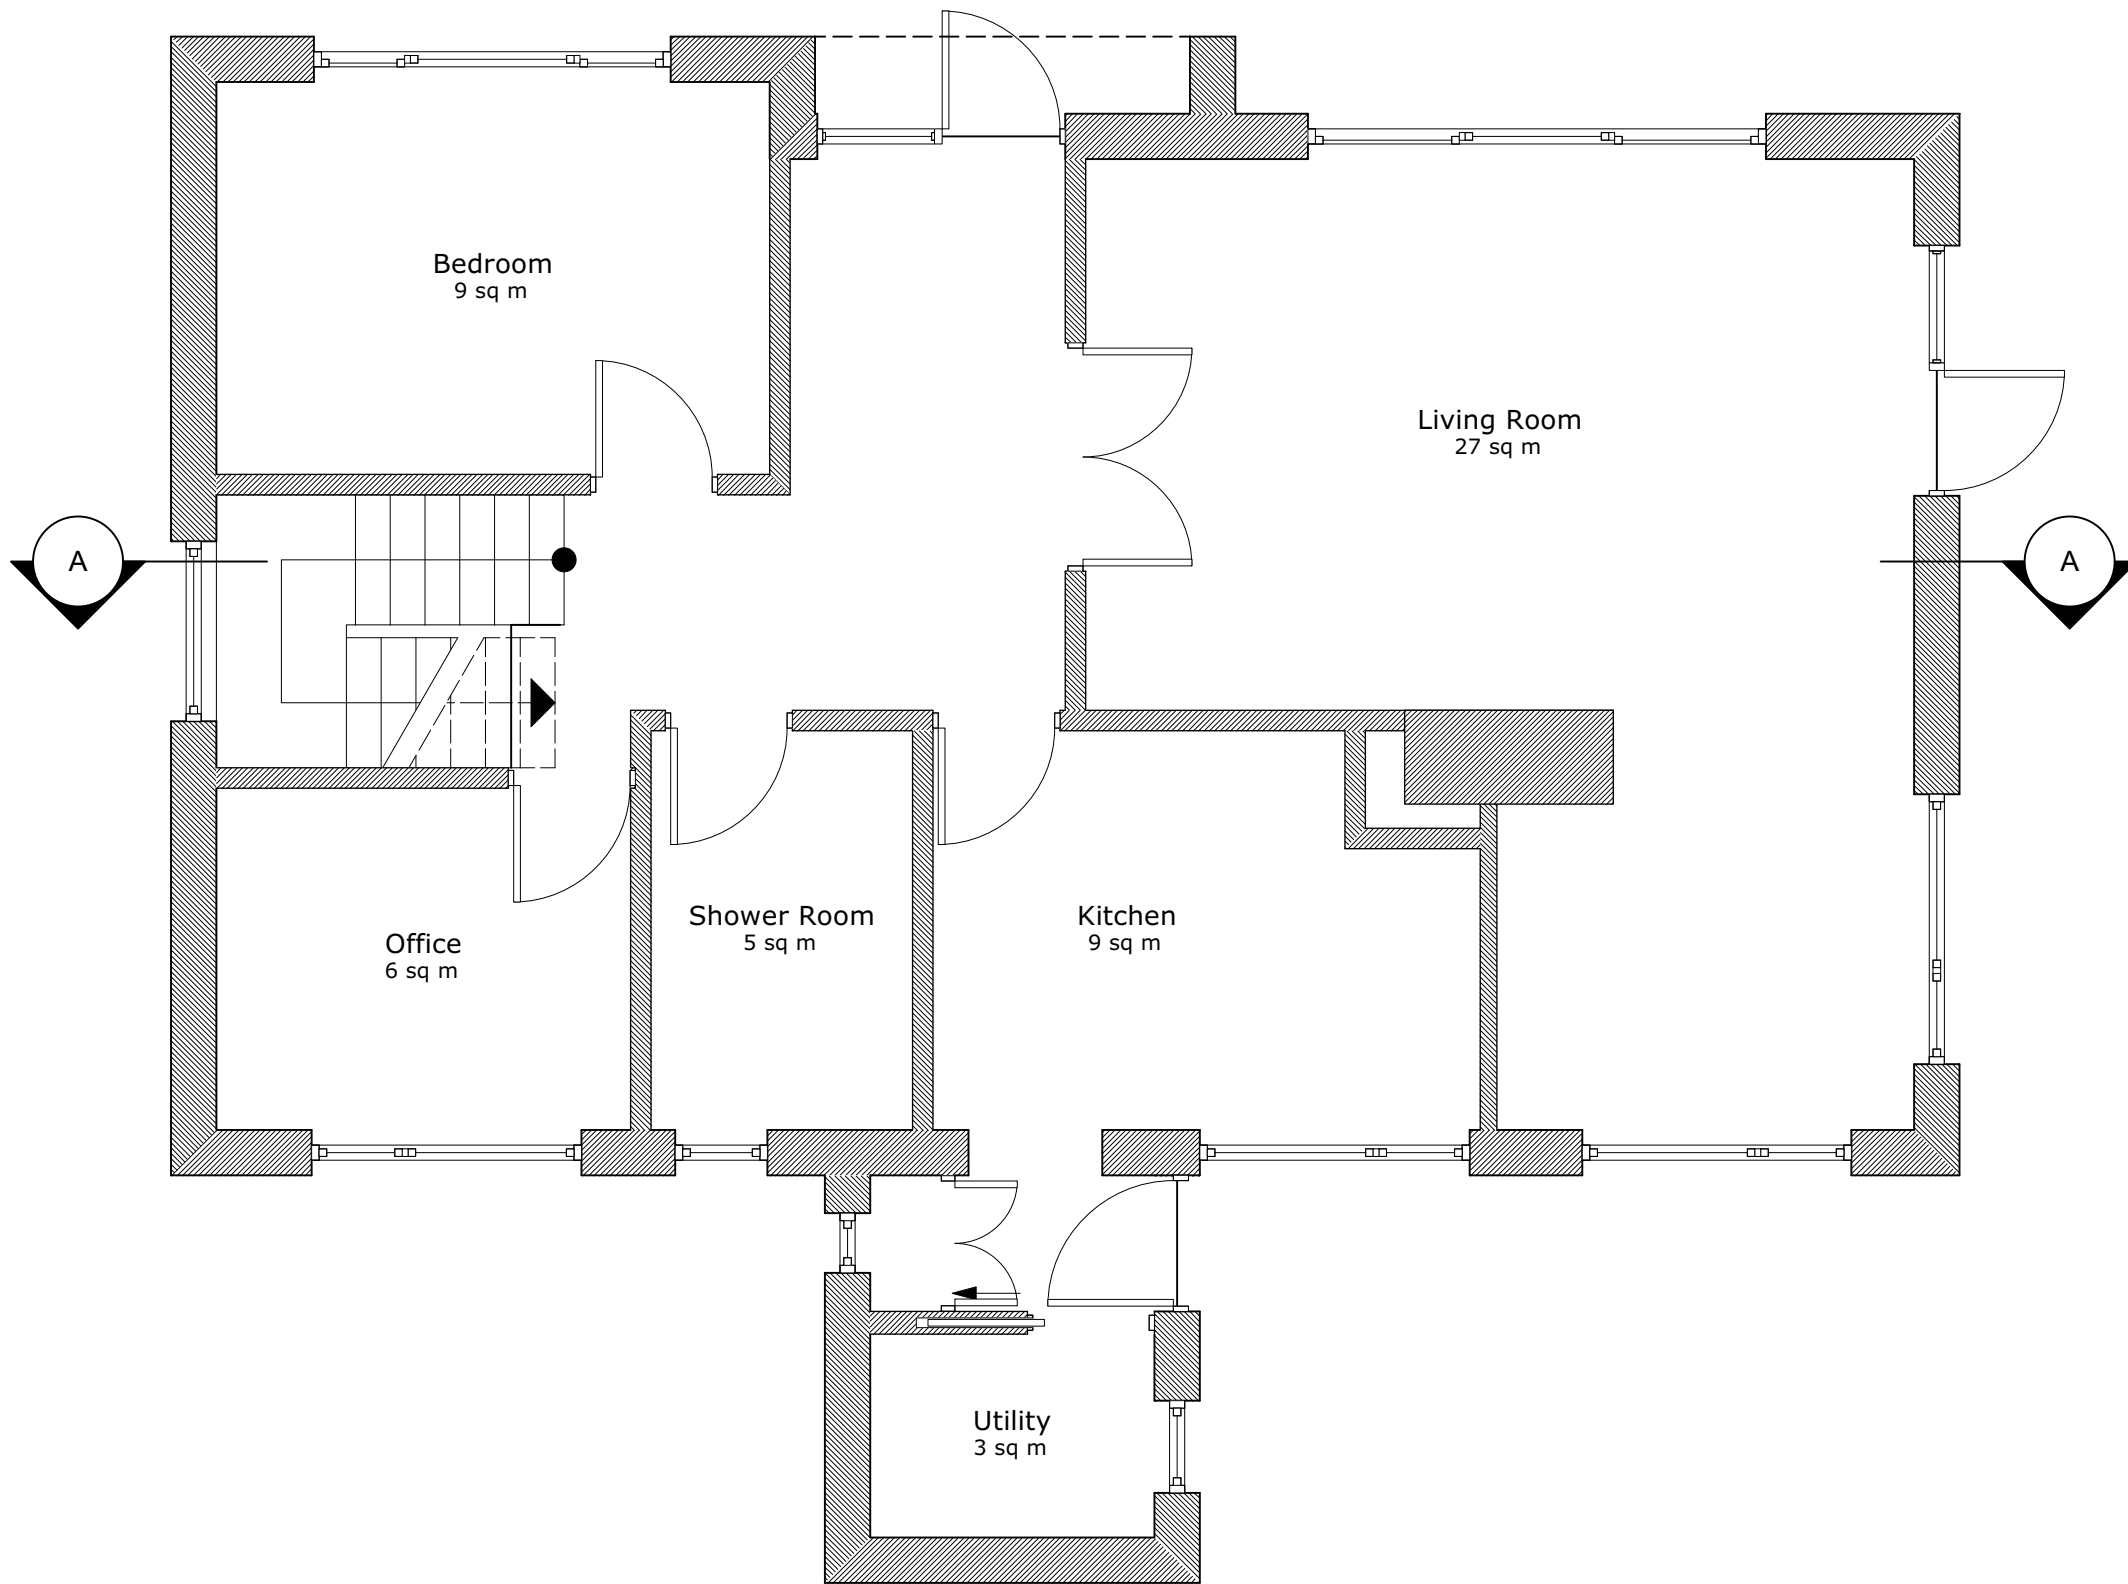 Bedroom
9 sq m
Living Room
27 sq m
A
A
Shower Room
5 sq m
Kitchen
9 sq m
Office
6 sq m
Utility
3 sq m